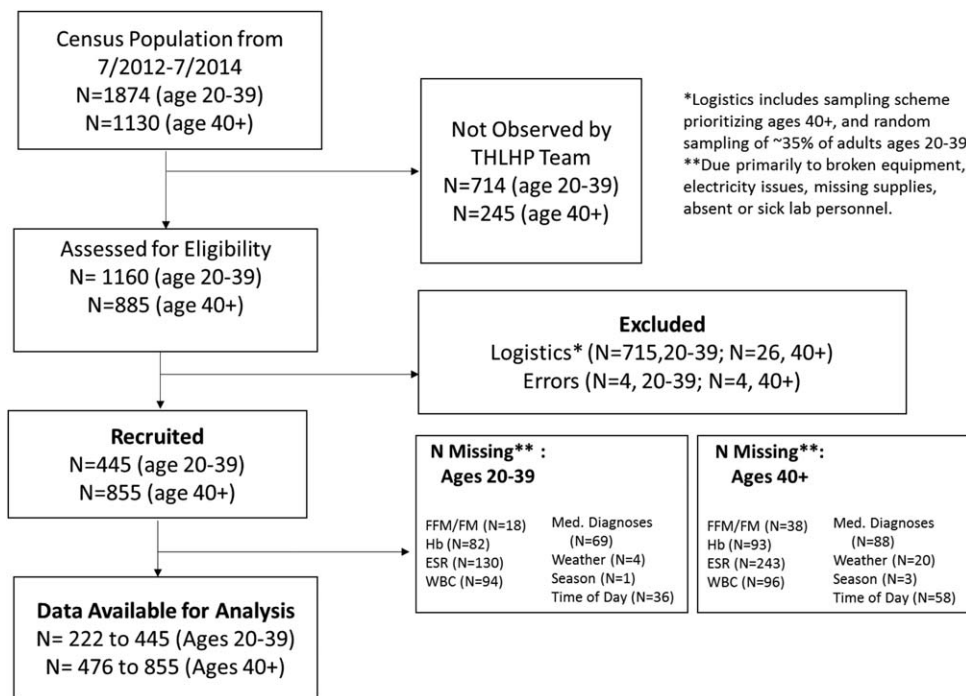 Census Population from
7/2012-7/2014
N=1874 (age 20-39)
N=1130 (age 40+)
Not Observed by
THLHP Team
N=714 (age 20-39)
N=245 (age 40+)
*Logistics includes sampling scheme
prioritizing ages 40+, and random
sampling of ~35% of adults ages 20-39
**Due primarily to broken equipment,
electricity issues, missing supplies,
absent or sick lab personnel.
Assessed for Eligibility
N= 1160 (age 20-39)
N=885 (age 40+)
Excluded
Logistics* (N=715,20-39; N=26, 40+)
Errors (N=4, 20-39; N=4, 40+)
Recruited
N=445 (age 20-39)
N=855 (age 40+)
N Missing** :
Ages 20-39
FFM/FM (N=18)
Hb (N=82)
ESR (N=130)
WBC (N=94)
Med. Diagnoses
(N=69)
Weather (N=4)
Season (N=1)
Time of Day (N=36)
N Missing**:
Ages 40+
FFM/FM (N=38)
Hb (N=93)
ESR (N=243)
WBC (N=96)
Med. Diagnoses
(N=88)
Weather (N=20)
Season (N=3)
Time of Day (N=58)
Data Available for Analysis
N= 222 to 445 (Ages 20-39)
N= 476 to 855 (Ages 40+)